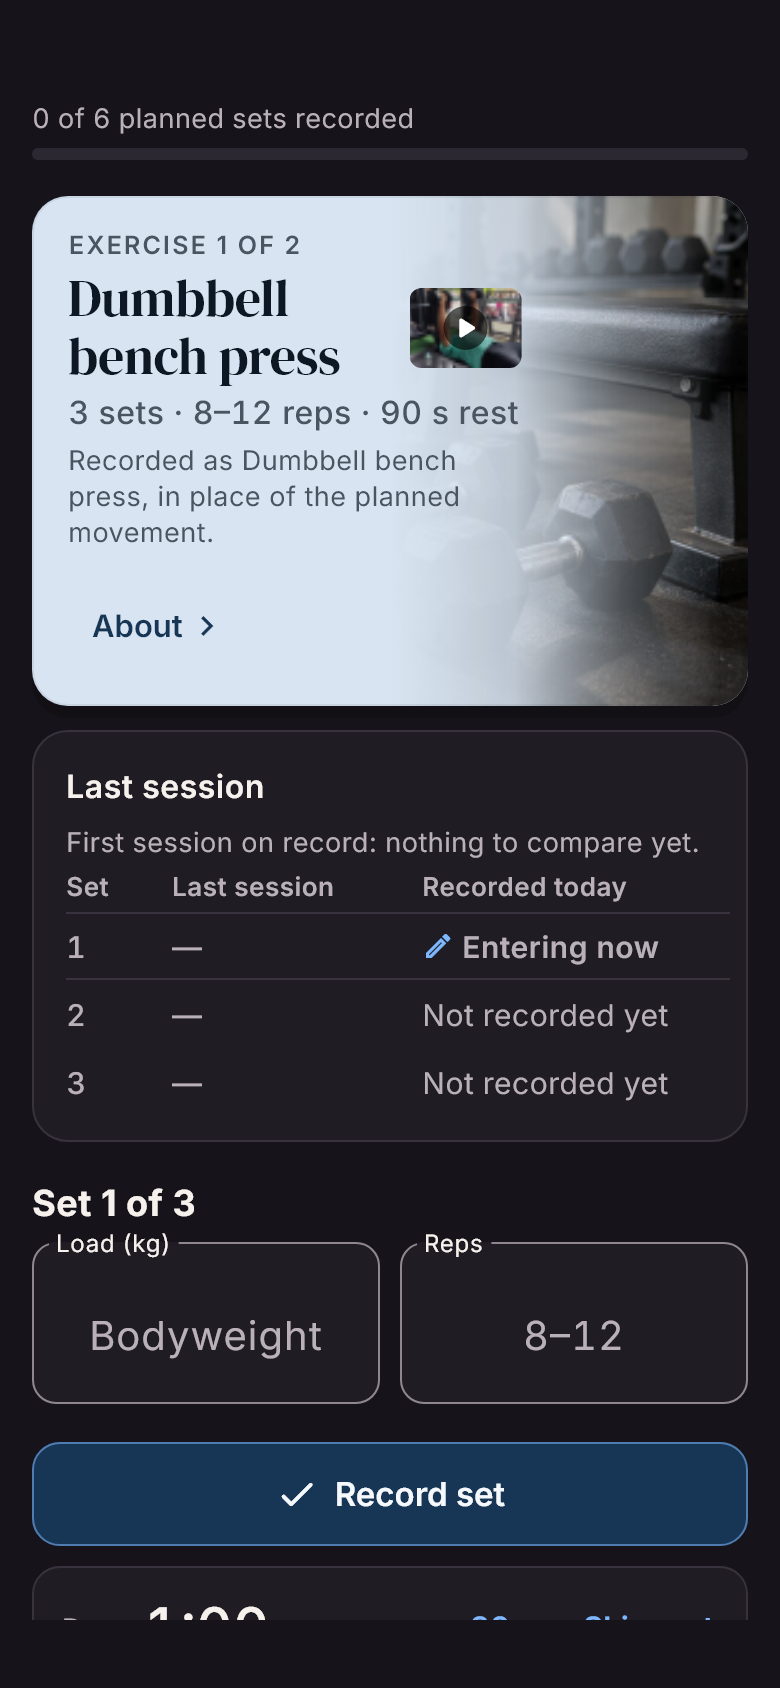 0 of 6 planned sets recorded
EXERCISE 1 OF 2
Dumbbell
bench press
3 sets · 8–12 reps · 90 s rest
Recorded as Dumbbell bench
press, in place of the planned
movement.
About
Last session
First session on record: nothing to compare yet.
Set Last session Recorded today
1 — Entering now
2 — Not recorded yet
3 — Not recorded yet
Set 1 of 3
Load (kg) Reps
Bodyweight 8–12
Record set